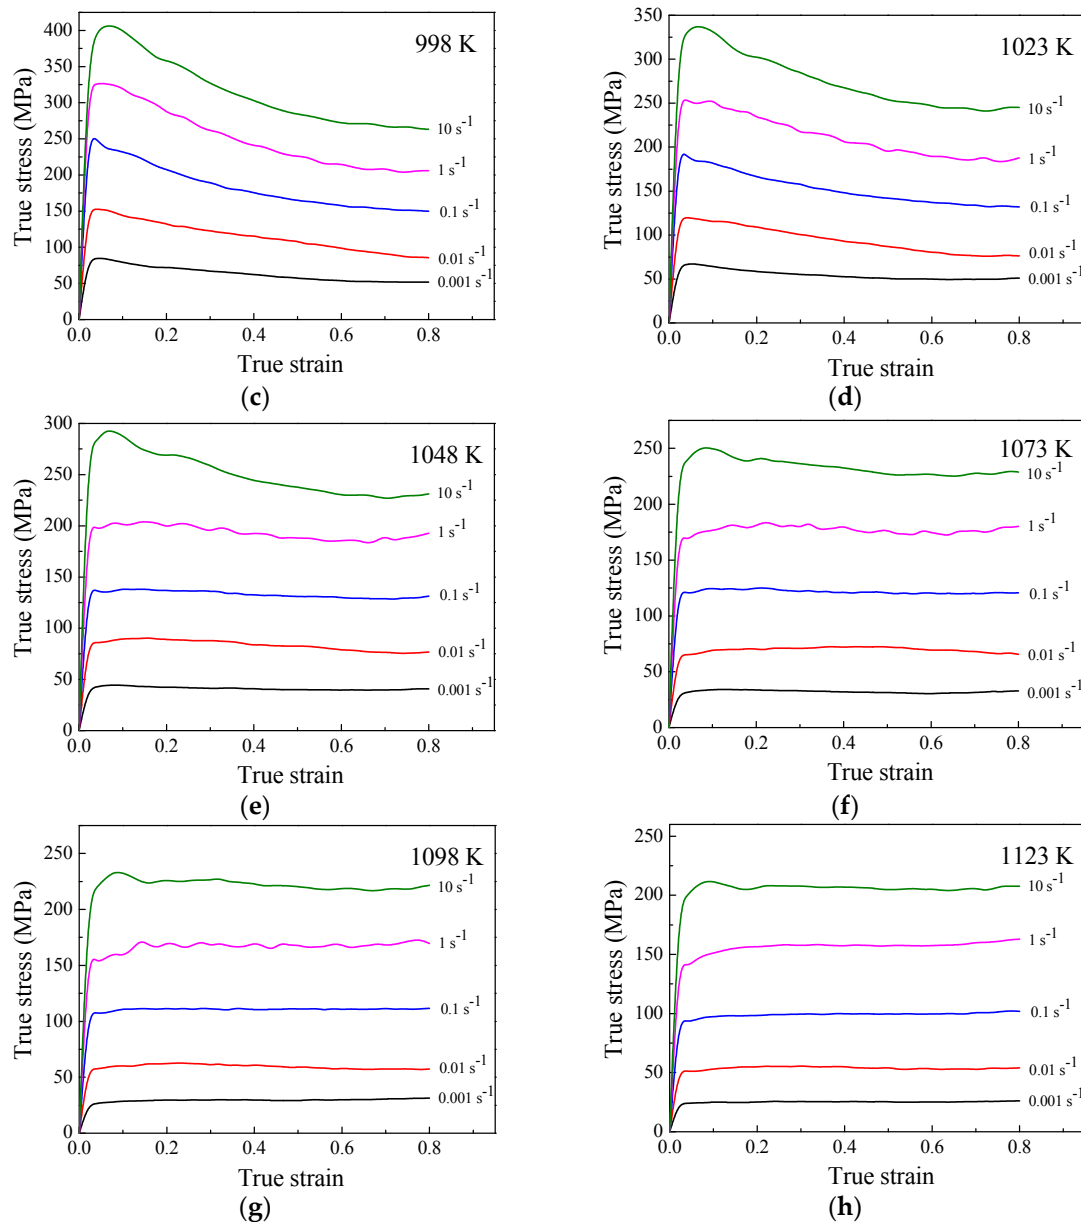 998 K
True stress (MPa)
400
350
300
250
200
150
100
50
0
10 s-1
1 s-1
0.1 s-1
0.01 s-1
0.001 s-1
0.0 0.2 0.4 0.6 0.8
True strain
(c)
1023 K
True stress (MPa)
350
300
250
200
150
100
50
0
10 s-1
1 s-1
0.1 s-1
0.01 s-1
0.001 s-1
0.0 0.2 0.4 0.6 0.8
True strain
(d)
1048 K
True stress (MPa)
300
250
200
150
100
50
0
10 s-1
1 s-1
0.1 s-1
0.01 s-1
0.001 s-1
0.0 0.2 0.4 0.6 0.8
True strain
(e)
1073 K
True stress (MPa)
250
200
150
100
50
0
10 s-1
1 s-1
0.1 s-1
0.01 s-1
0.001 s-1
0.0 0.2 0.4 0.6 0.8
True strain
(f)
1098 K
True stress (MPa)
250
200
150
100
50
0
10 s-1
1 s-1
0.1 s-1
0.01 s-1
0.001 s-1
0.0 0.2 0.4 0.6 0.8
True strain
(g)
1123 K
True stress (MPa)
250
200
150
100
50
0
10 s-1
1 s-1
0.1 s-1
0.01 s-1
0.001 s-1
0.0 0.2 0.4 0.6 0.8
True strain
(h)